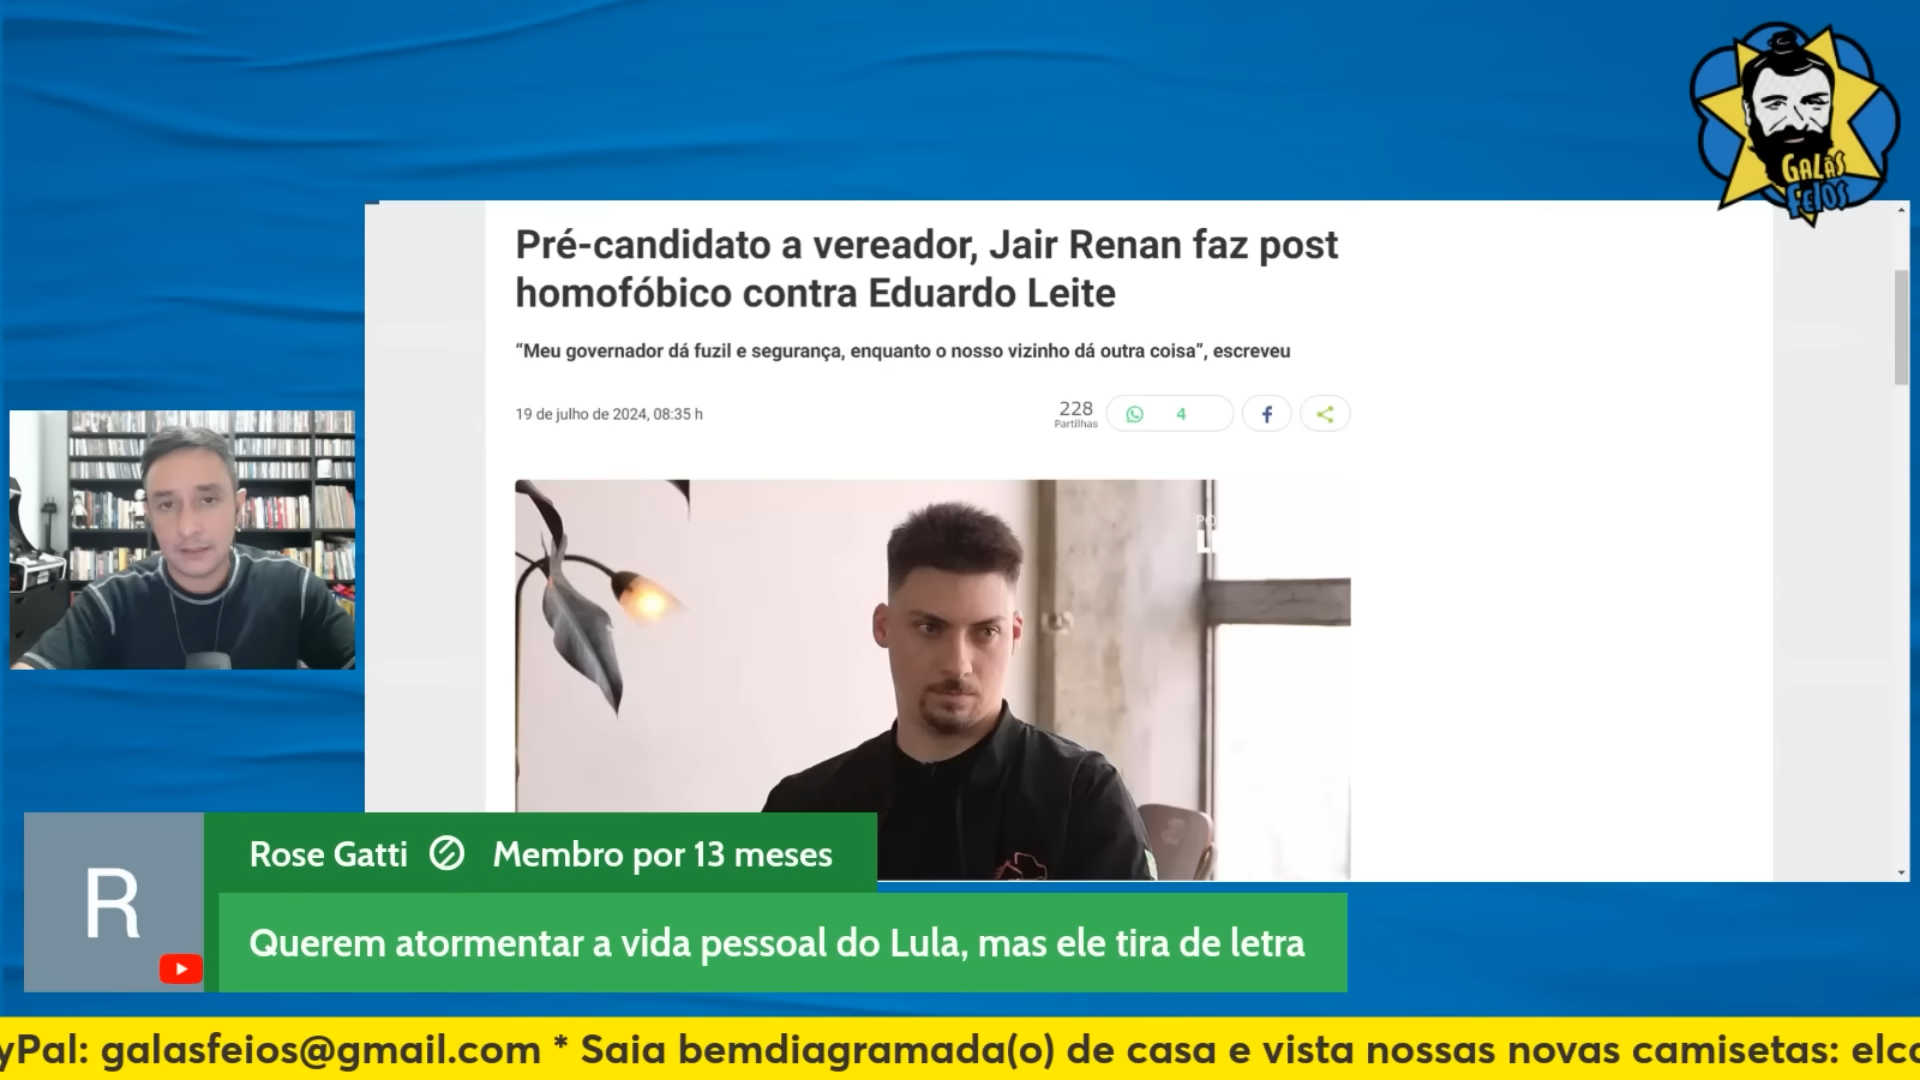 GALÃS
FEIOS
Pré-candidato a vereador, Jair Renan faz post
homofóbico contra Eduardo Leite
“Meu governador dá fuzil e segurança, enquanto o nosso vizinho dá outra coisa”, escreveu
19 de julho de 2024, 08:35 h
228
Partilhas
4
R
Rose Gatti Membro por 13 meses
Querem atormentar a vida pessoal do Lula, mas ele tira de letra
yPal: galasfeios@gmail.com * Saia bemdiagramada(o) de casa e vista nossas novas camisetas: elco